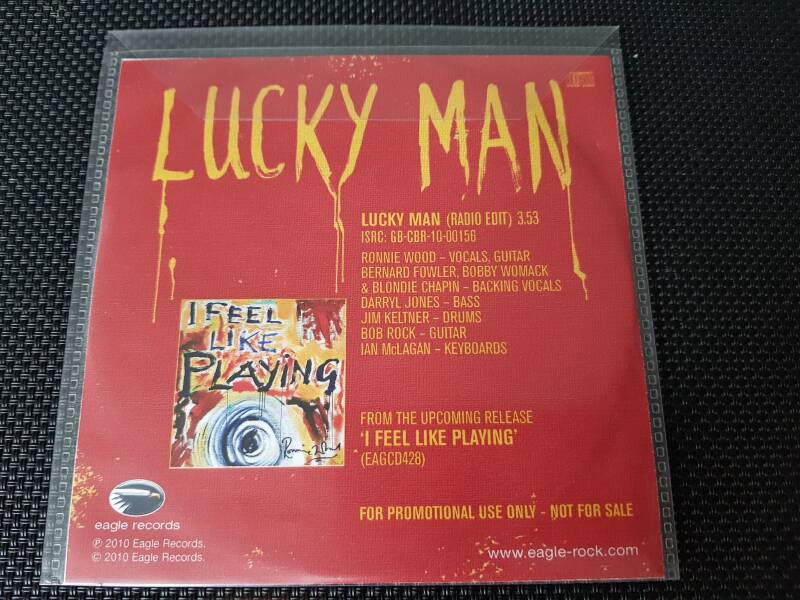 LUCKY MAN
LUCKY MAN (RADIO EDIT) 3.53
ISRC: GB-CBR-10-00156
RONNIE WOOD – VOCALS, GUITAR
BERNARD FOWLER, BOBBY WOMACK
& BLONDIE CHAPIN – BACKING VOCALS
DARRYL JONES – BASS
JIM KELTNER – DRUMS
BOB ROCK – GUITAR
IAN McLAGAN – KEYBOARDS
I FEEL
LIKE
PLAYING
FROM THE UPCOMING RELEASE
‘I FEEL LIKE PLAYING’
(EAGCD428)
FOR PROMOTIONAL USE ONLY - NOT FOR SALE
eagle records
℗ 2010 Eagle Records.
© 2010 Eagle Records.
www.eagle-rock.com